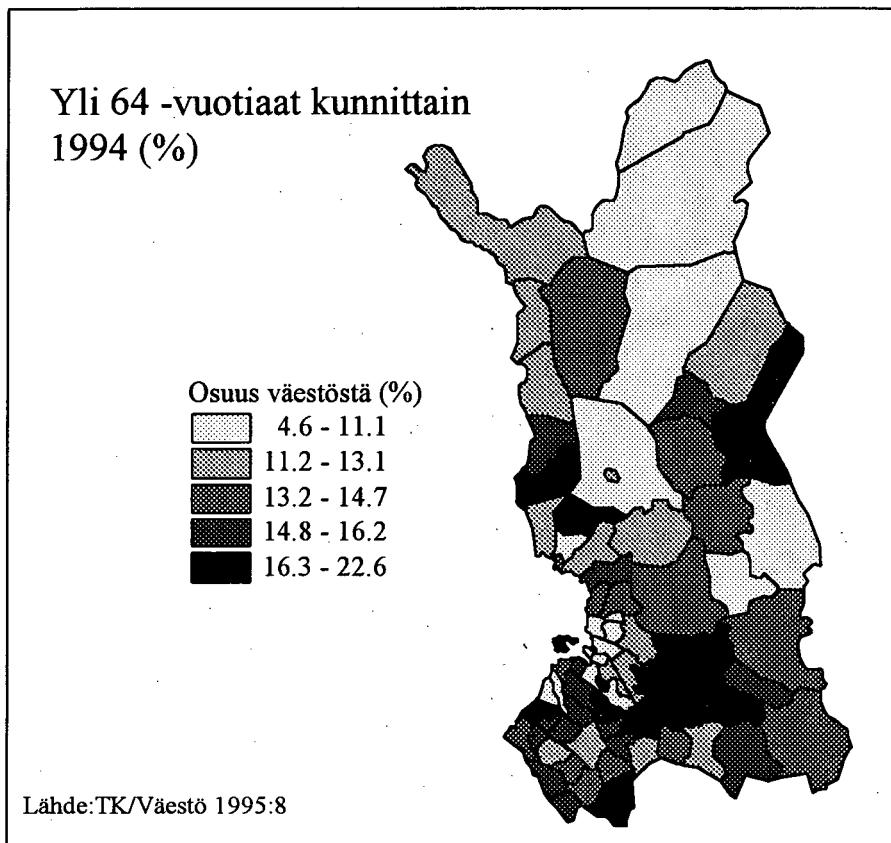 Yli 64 -vuotiaat kunnittain
1994 (%)
Osuus väestöstä (%)
4.6 - 11.1
11.2 - 13.1
13.2 - 14.7
14.8 - 16.2
16.3 - 22.6
Lähde:TK/Väestö 1995:8